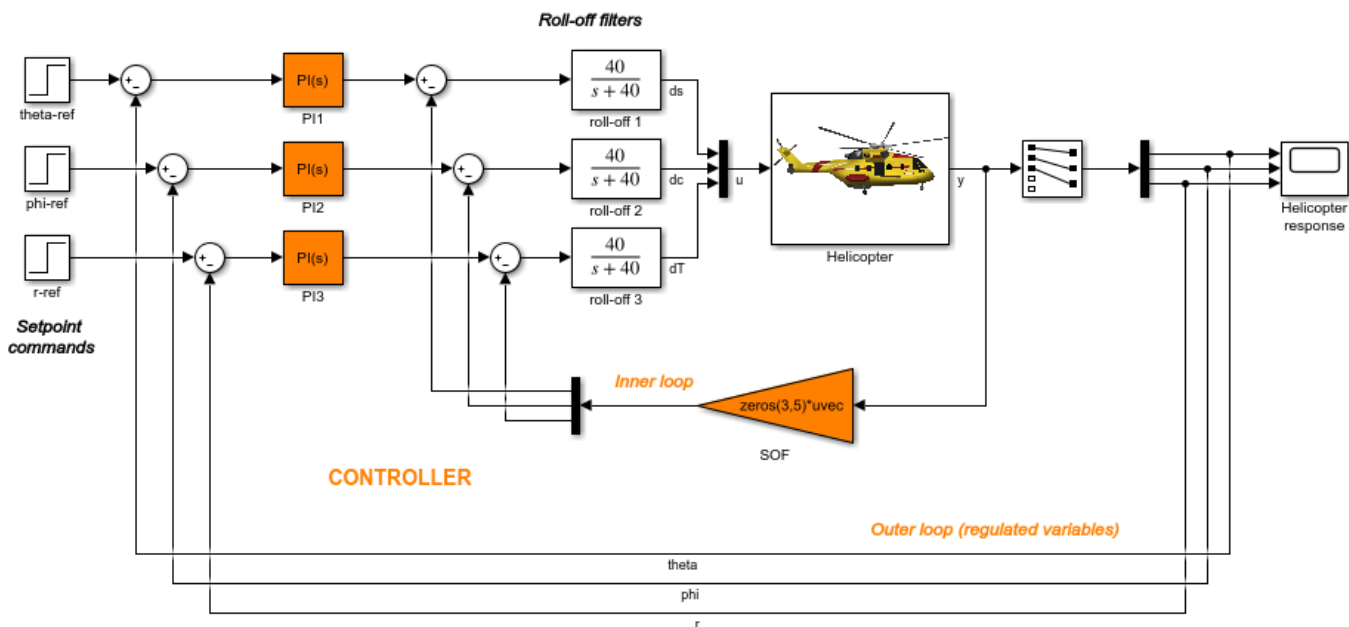 Roll-off filters
theta-ref
PI(s)
PI1
40
s + 40
roll-off 1
ds
phi-ref
PI(s)
PI2
40
s + 40
roll-off 2
dc
u
Helicopter
y
Helicopter
response
r-ref
PI(s)
PI3
40
s + 40
roll-off 3
dT
Setpoint
commands
Inner loop
zeros(3,5)*uvec
SOF
CONTROLLER
Outer loop (regulated variables)
theta
phi
r